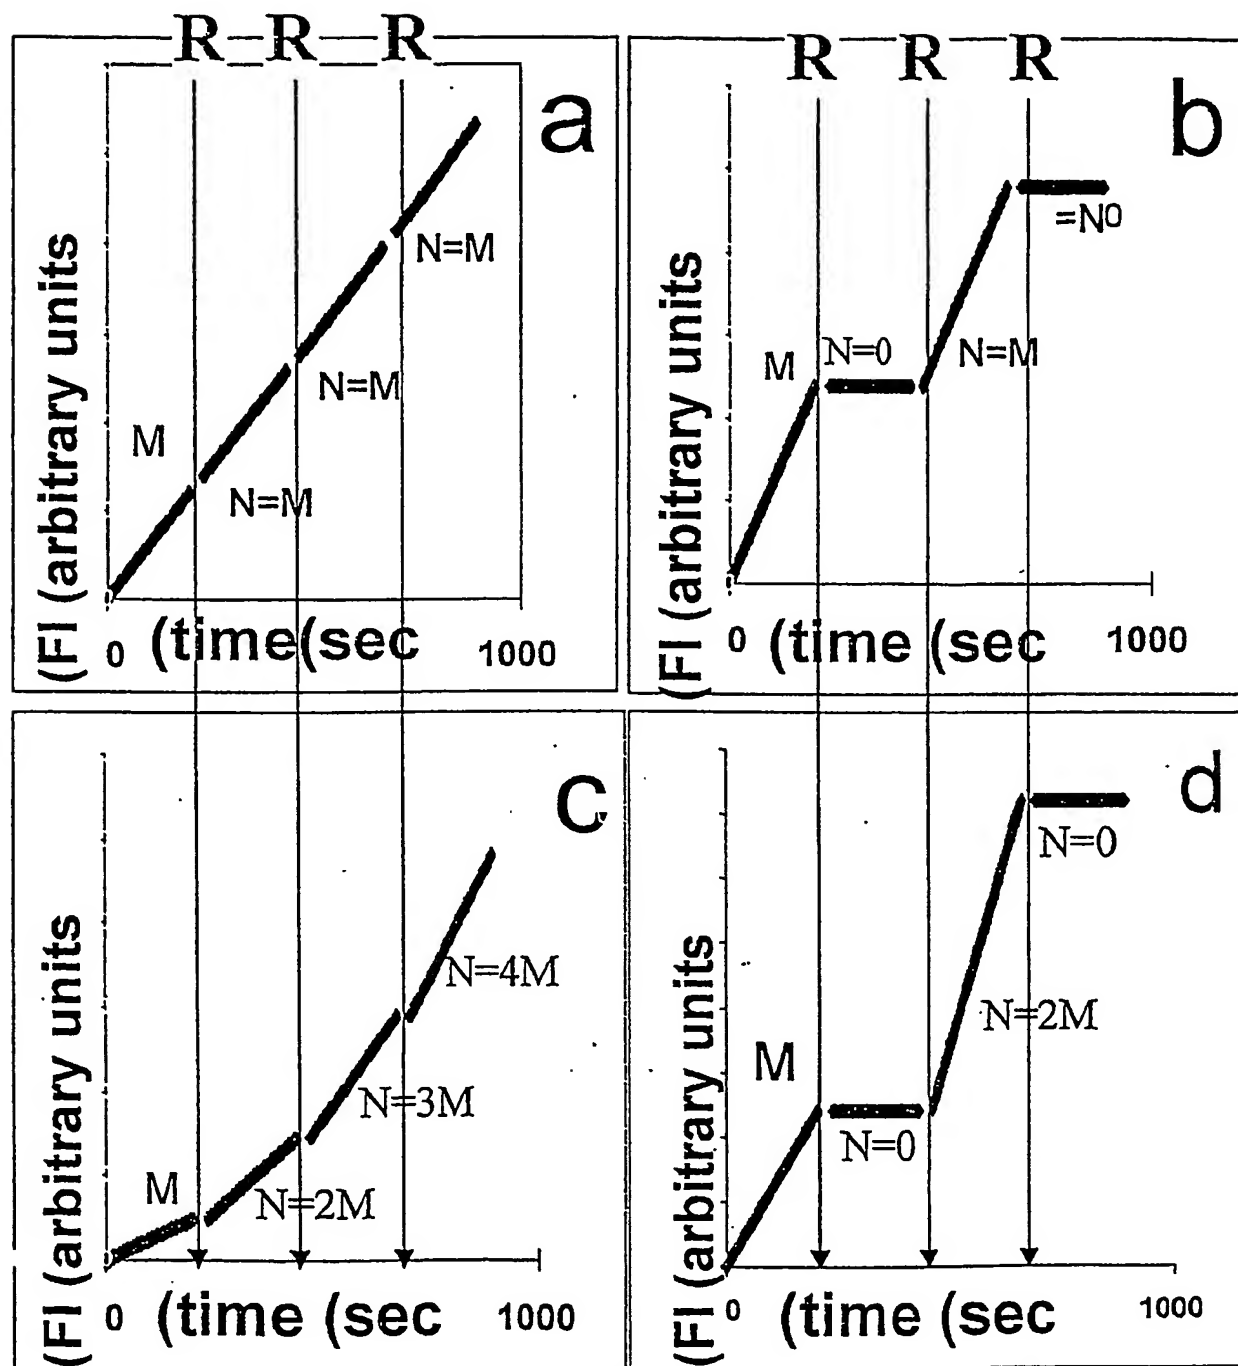 R R R
a
(FI (arbitrary units
M
N=M
N=M
N=M
0 (time(sec 1000
R R R
b
(FI (arbitrary units
M
N=0
N=M
=N0
0 (time (sec 1000
c
(FI (arbitrary units
M
N=2M
N=3M
N=4M
0 (time (sec 1000
d
(FI (arbitrary units
M
N=0
N=2M
N=0
0 (time (sec 1000